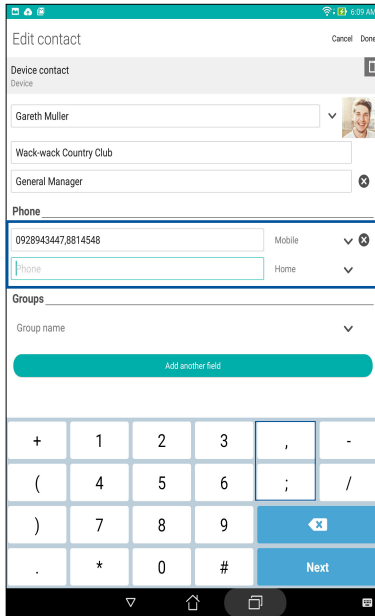 6:09 AM
Edit contact
Cancel Done
Device contact
Device
Gareth Muller
Wack-wack Country Club
General Manager
Phone
0928943447,8814548 Mobile
Phone Home
Groups
Group name
Add another field
+ 1 2 3 , -
( 4 5 6 ; /
) 7 8 9
. * 0 # Next